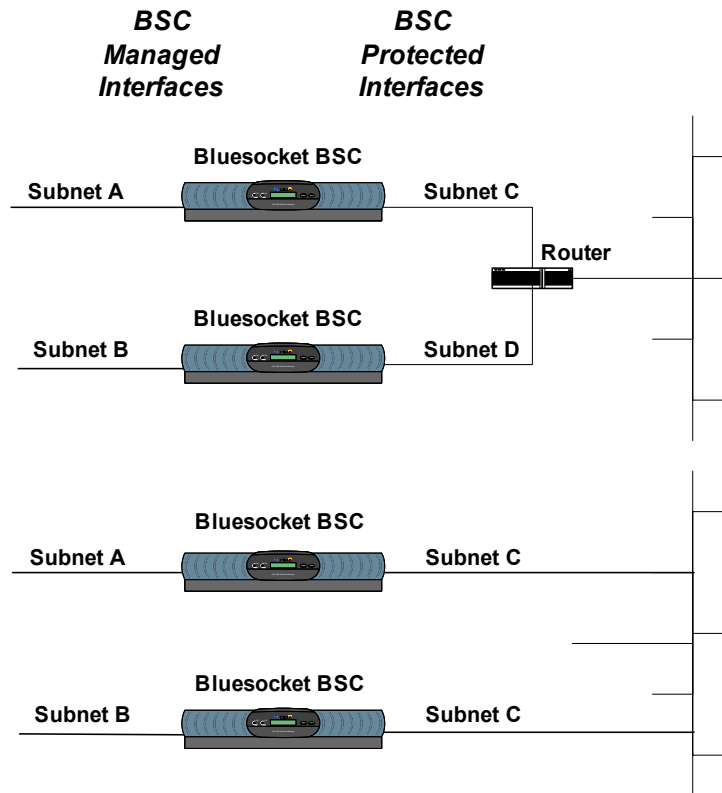 BSC
Managed
Interfaces
BSC
Protected
Interfaces
Bluesocket BSC
Subnet A
Subnet C
Router
Bluesocket BSC
Subnet B
Subnet D
Bluesocket BSC
Subnet A
Subnet C
Bluesocket BSC
Subnet B
Subnet C